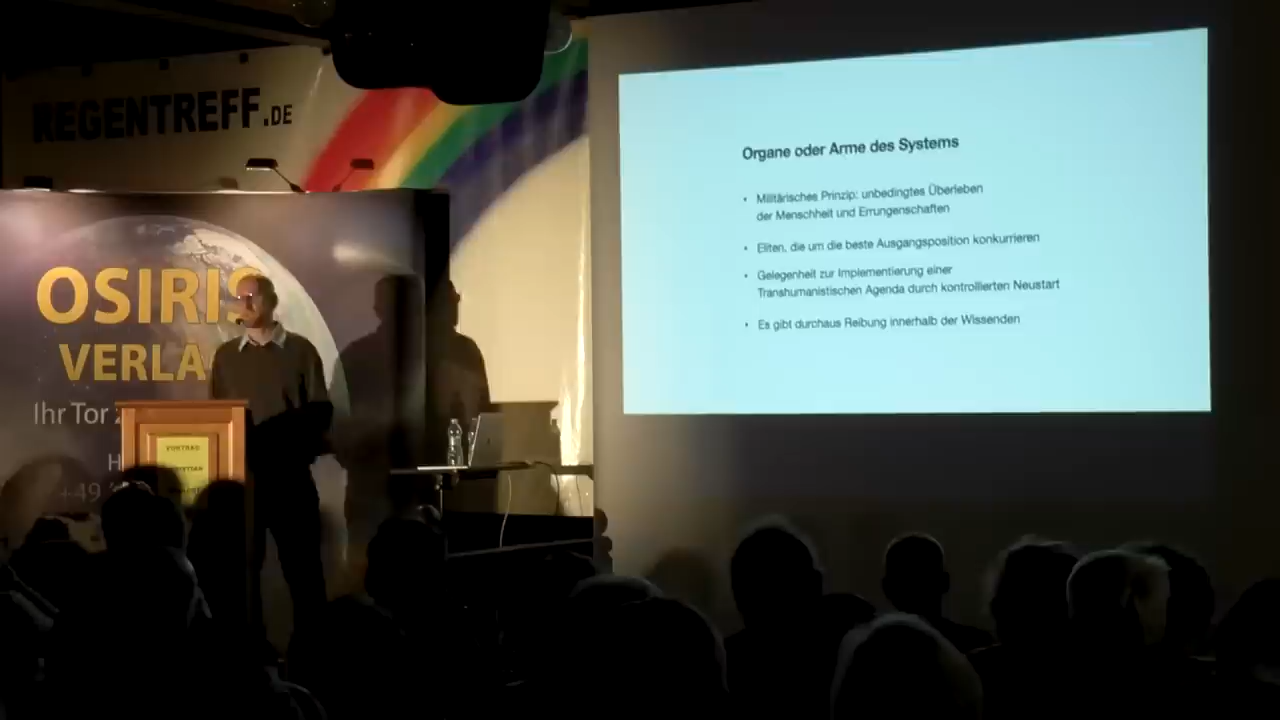 REGENTREFF.DE
OSIRIS
VERLA
Ihr Tor
+49
VORTRAG
Organe oder Arme des Systems
• Militärisches Prinzip: unbedingtes Überleben
der Menschheit und Errungenschaften
• Eliten, die um die beste Ausgangsposition konkurrieren
• Gelegenheit zur Implementierung einer
Transhumanistischen Agenda durch kontrollierten Neustart
• Es gibt durchaus Reibung innerhalb der Wissenden